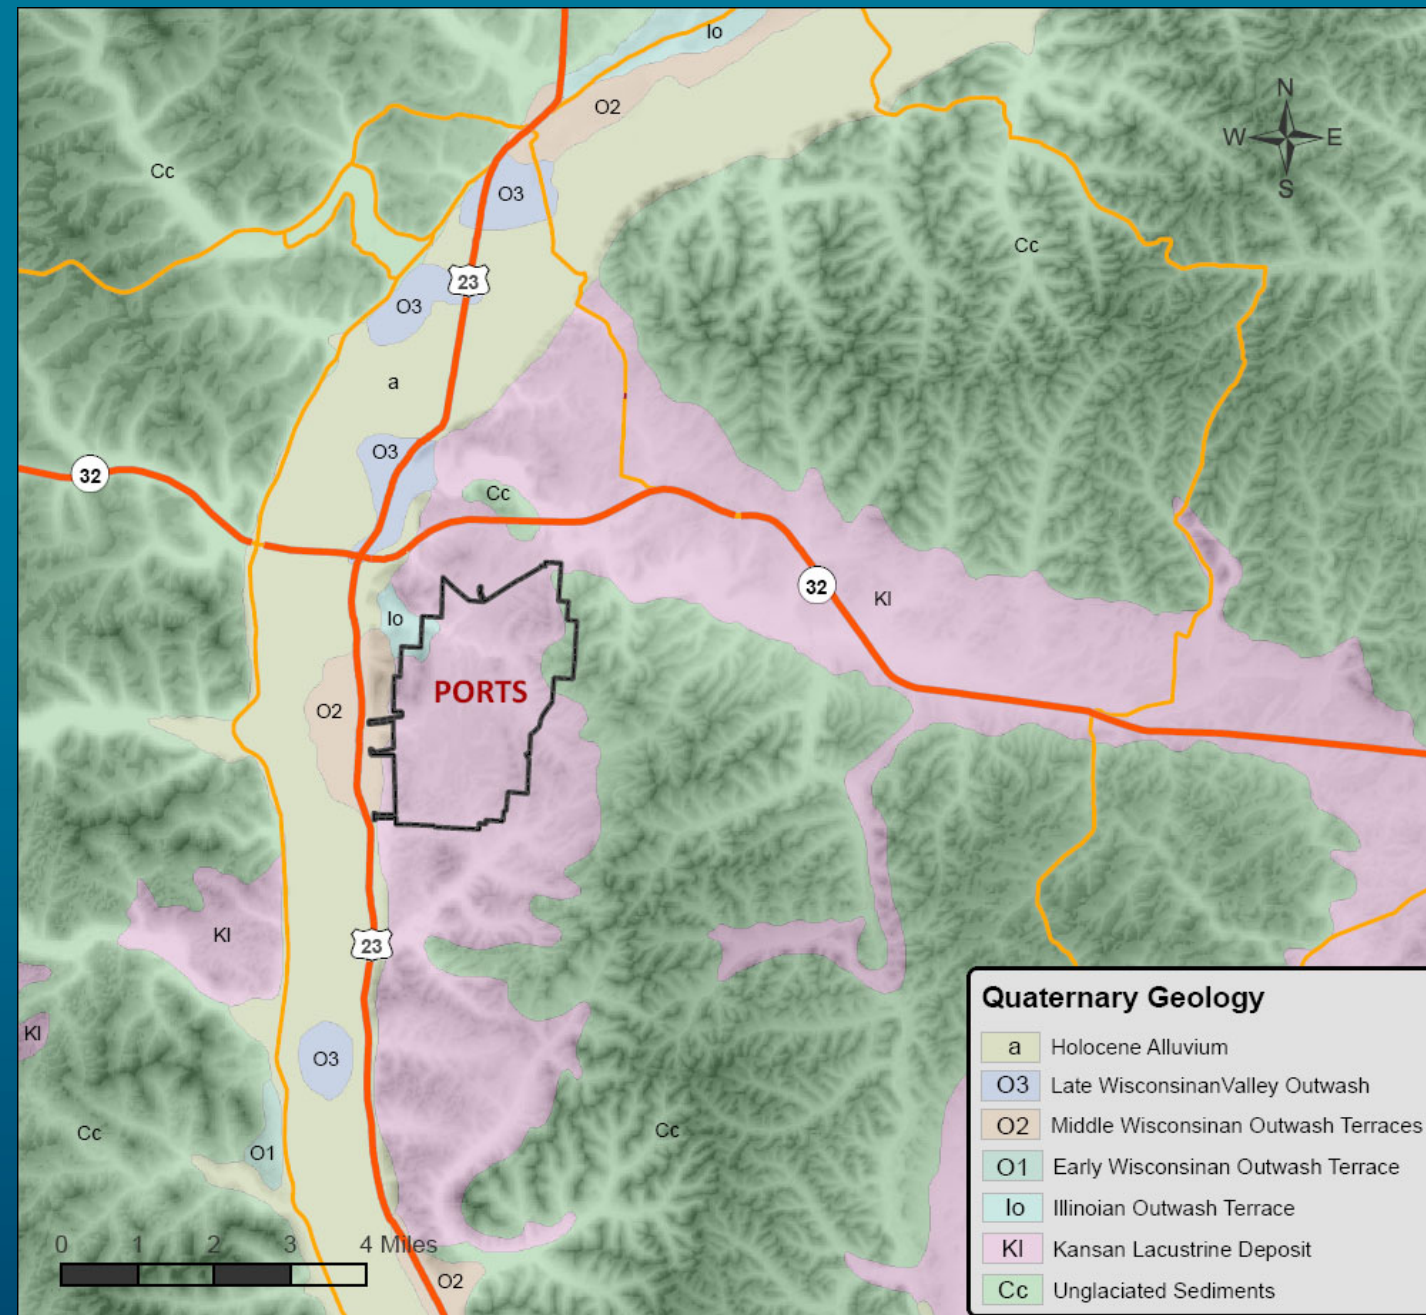 Io
O2
N
W E
S
Cc
O3
Cc
23
O3
a
O3
32
Cc
32
Kl
Io
PORTS
O2
Kl
23
Kl
O3
Cc
Cc
O1
0 1 2 3 4 Miles
O2
Quaternary Geology
a Holocene Alluvium
O3 Late WisconsinanValley Outwash
O2 Middle Wisconsinan Outwash Terraces
O1 Early Wisconsinan Outwash Terrace
Io Illinoian Outwash Terrace
Kl Kansan Lacustrine Deposit
Cc Unglaciated Sediments